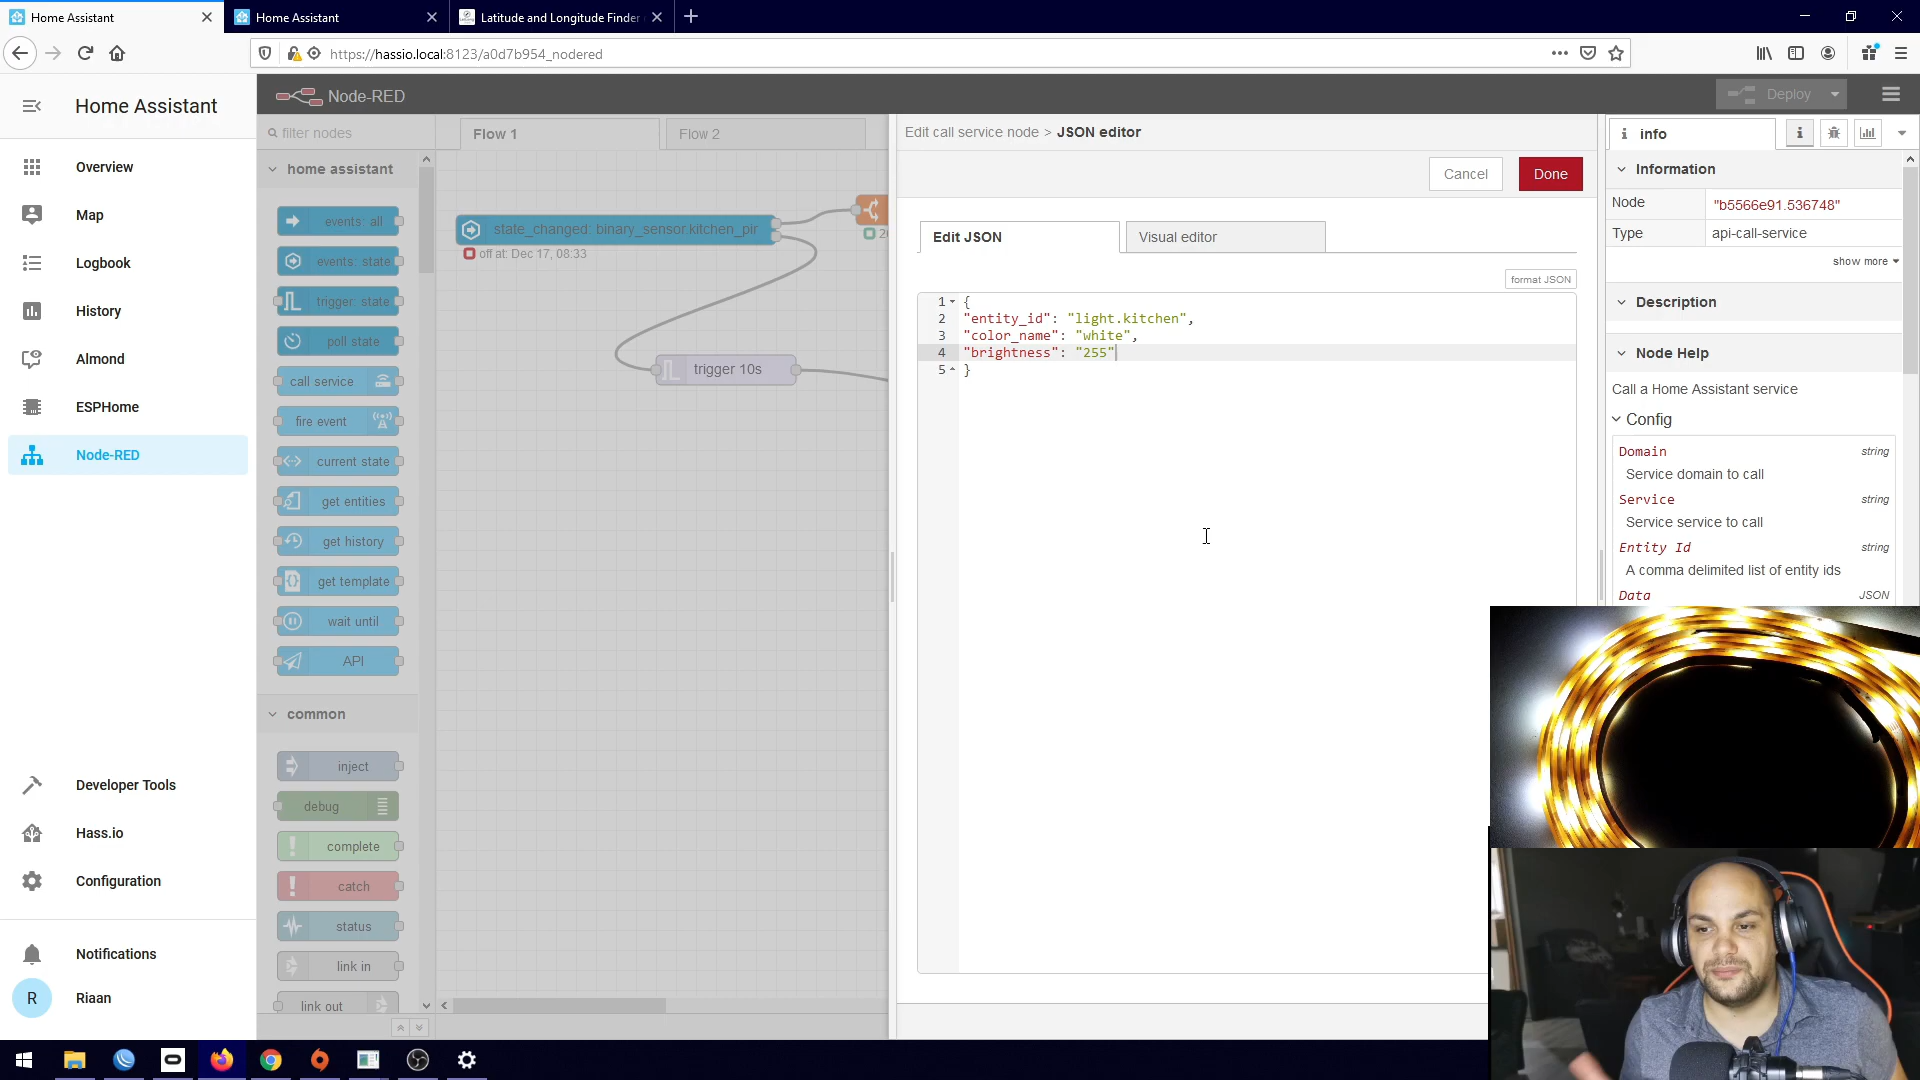 Home Assistant
Home Assistant
Latitude and Longitude Finder
https://hassio.local:8123/a0d7b954_nodered
Home Assistant
Overview
Map
Logbook
History
Almond
ESPHome
Node-RED
Developer Tools
Hass.io
Configuration
Notifications
R
Riaan
Node-RED
Deploy
filter nodes
home assistant
events: all
events: state
trigger: state
poll state
call service
fire event
current state
get entities
get history
get template
wait until
API
common
inject
debug
complete
catch
status
link in
link out
Flow 1
Flow 2
state_changed: binary_sensor.kitchen_pir
off at: Dec 17, 08:33
trigger 10s
Edit call service node > JSON editor
Cancel
Done
Edit JSON
Visual editor
format JSON
1 {
2 "entity_id": "light.kitchen",
3 "color_name": "white",
4 "brightness": "255"
5 }
i info
i
Information
Node "b5566e91.536748"
Type api-call-service
show more
Description
Node Help
Call a Home Assistant service
Config
Domain string
Service domain to call
Service string
Service service to call
Entity Id string
A comma delimited list of entity ids
Data JSON